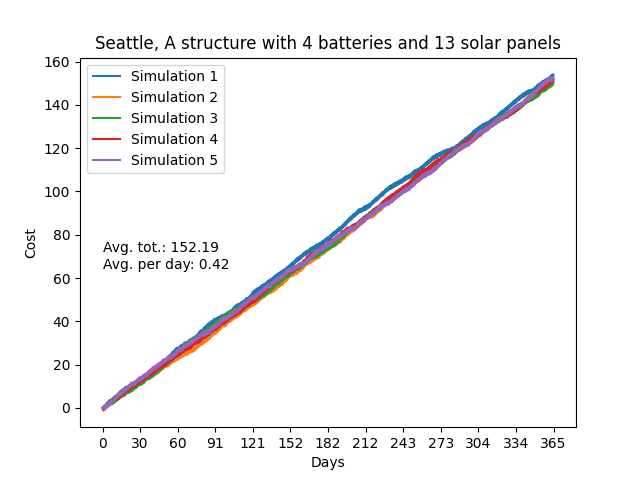 Seattle, A structure with 4 batteries and 13 solar panels
160
140
120
100
80
60
40
20
0
Cost
Simulation 1
Simulation 2
Simulation 3
Simulation 4
Simulation 5
Avg. tot.: 152.19
Avg. per day: 0.42
0 30 60 91 121 152 182 212 243 273 304 334 365
Days